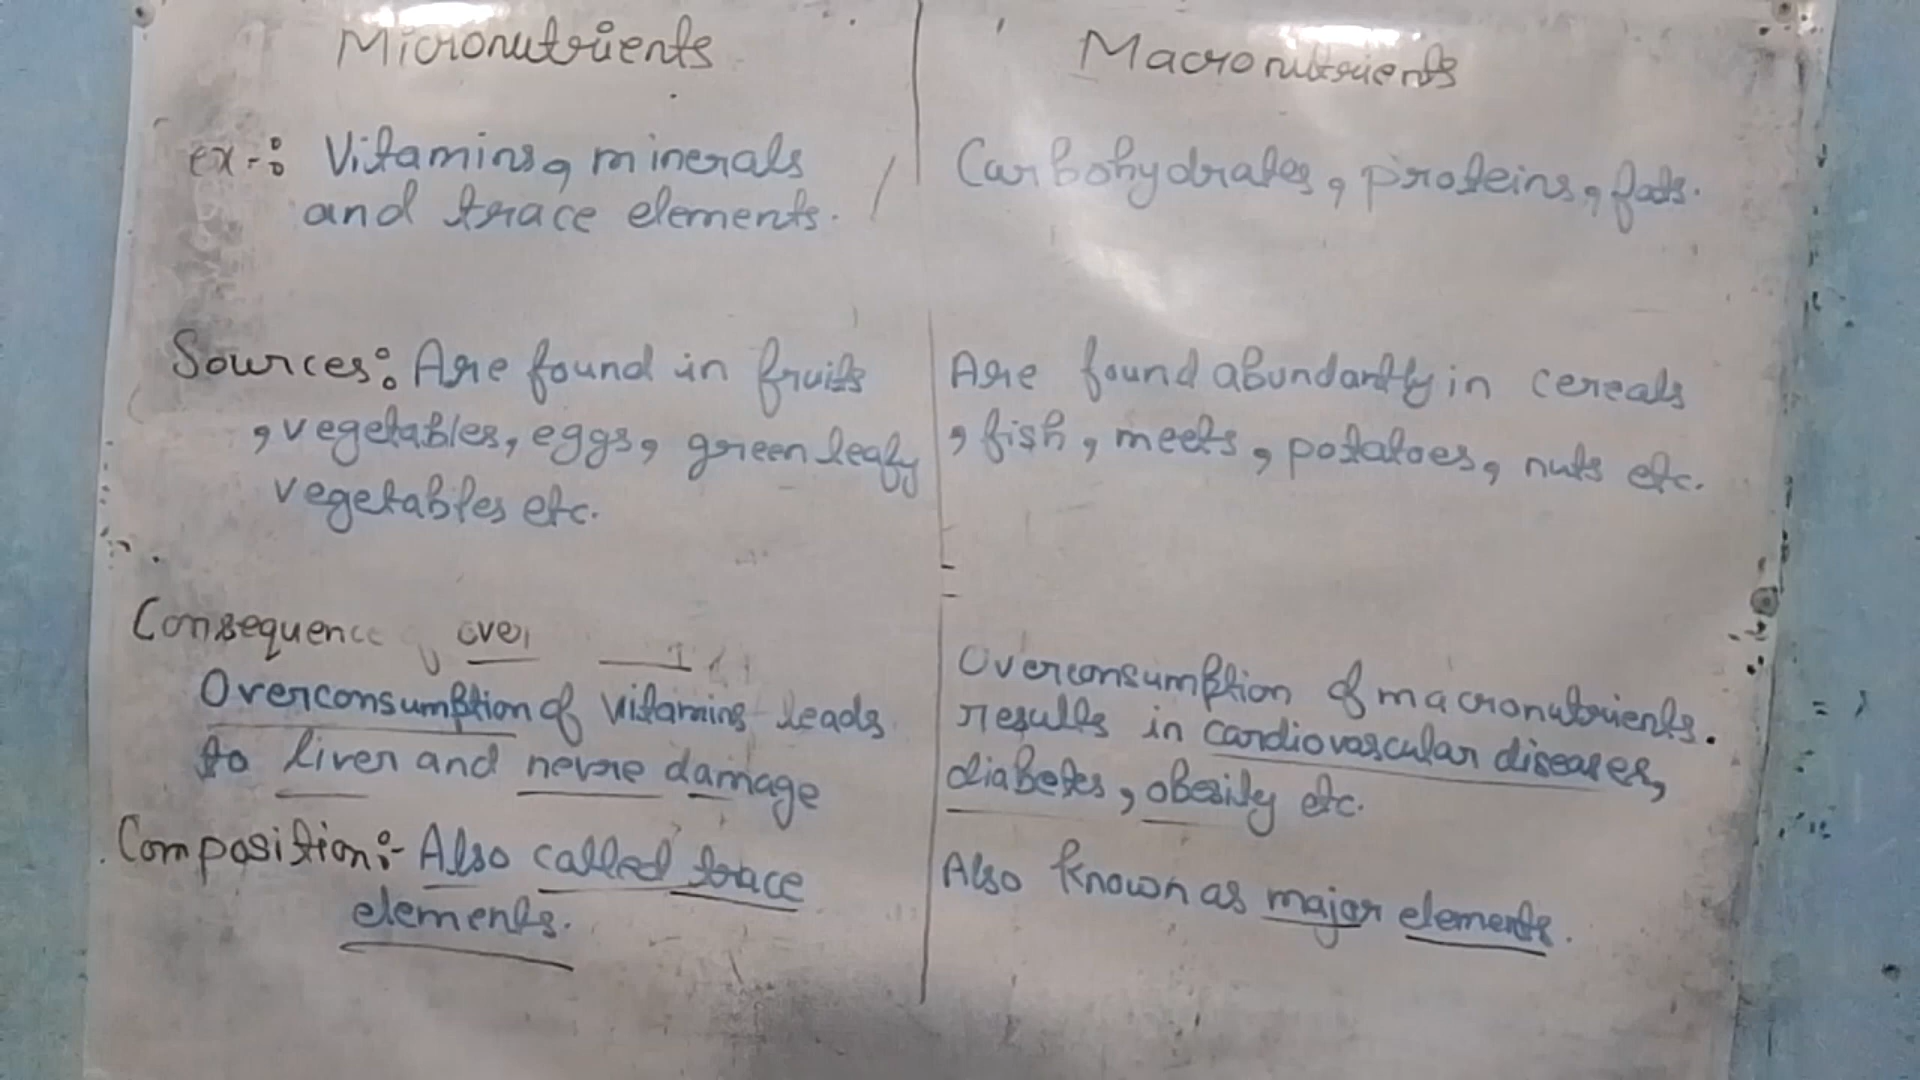 Micronutrients
Macronutrients
ex-: Vitamins, minerals
and trace elements.
Carbohydrates, proteins, fats.
Sources: Are found in fruits
, vegetables, eggs, green leafy
vegetables etc.
Are found abundantly in cereals
, fish, meets, potatoes, nuts etc.
Consequence over
Overconsumption of vitamins leads
to liver and nevre damage
Overconsumption of macronutrients.
results in cardiovascular diseases,
diabetes, obesity etc.
Composition:- Also called trace
elements.
Also known as major elements.